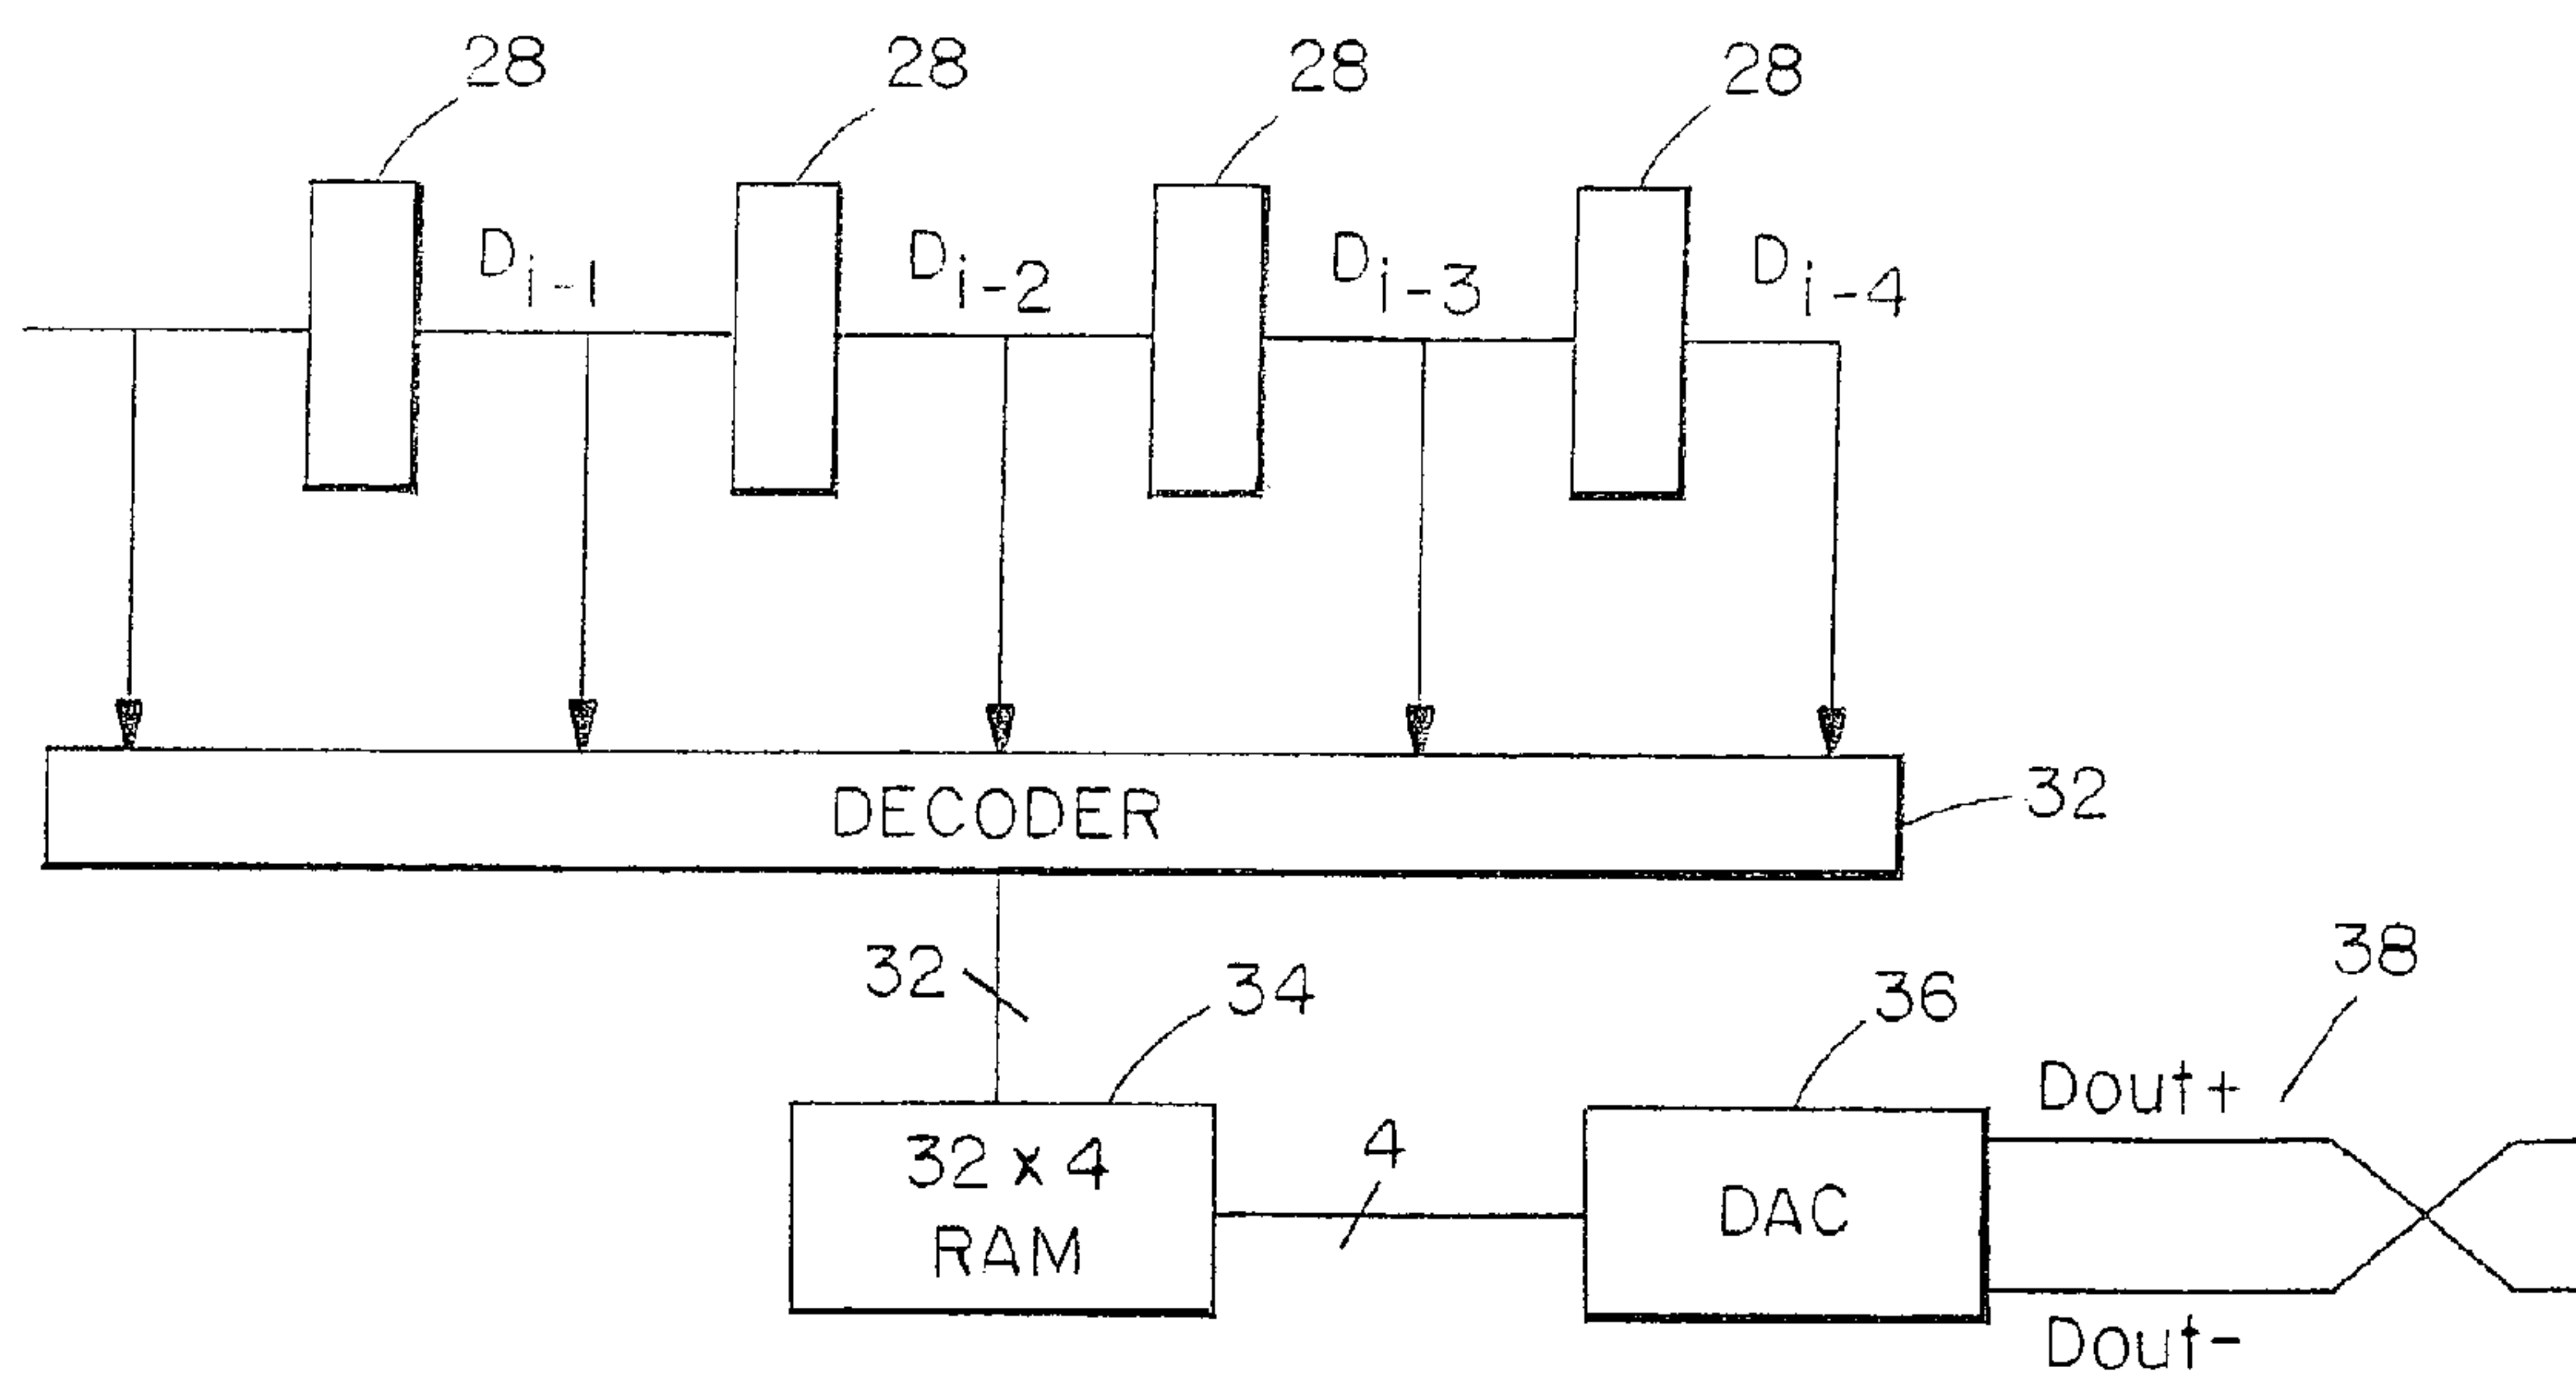 28 28 28 28
Di-1 Di-2 Di-3 Di-4
DECODER
32
32
34
36
38
32 x 4
RAM
4
DAC
Dout+
Dout-